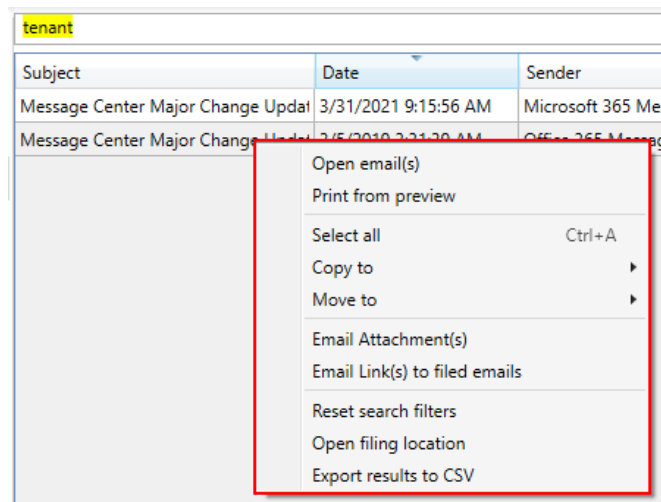 tenant
Subject Date Sender
Message Center Major Change Updat 3/31/2021 9:15:56 AM Microsoft 365 Me
Message Center Major Change
Open email(s)
Print from preview
Select all Ctrl+A
Copy to
Move to
Email Attachment(s)
Email Link(s) to filed emails
Reset search filters
Open filing location
Export results to CSV